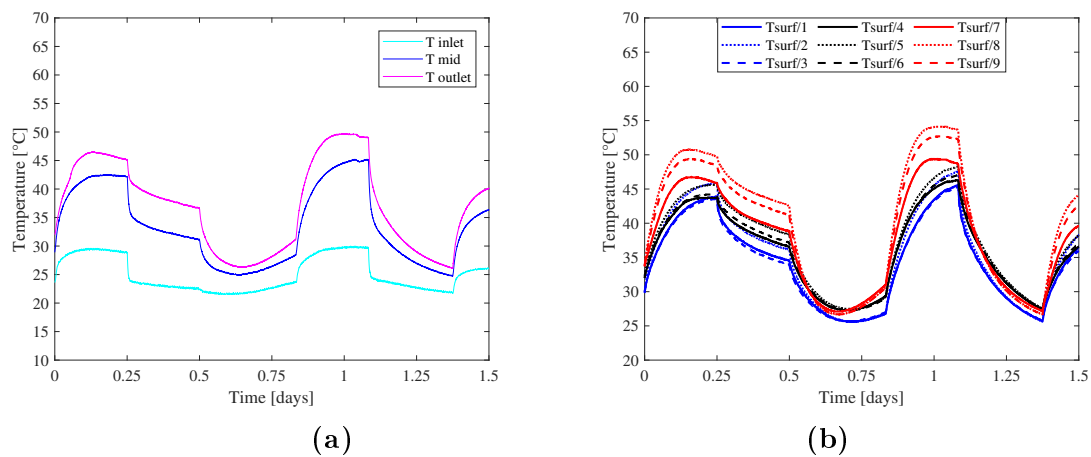 70
65
60
55
50
45
40
35
30
25
20
15
10
Temperature [°C]
0 0.25 0.5 0.75 1 1.25 1.5
Time [days]
T inlet
T mid
T outlet
(a)
70
65
60
55
50
45
40
35
30
25
20
Temperature [°C]
0 0.25 0.5 0.75 1 1.25 1.5
Time [days]
Tsurf/1 Tsurf/4 Tsurf/7
Tsurf/2 Tsurf/5 Tsurf/8
Tsurf/3 Tsurf/6 Tsurf/9
(b)